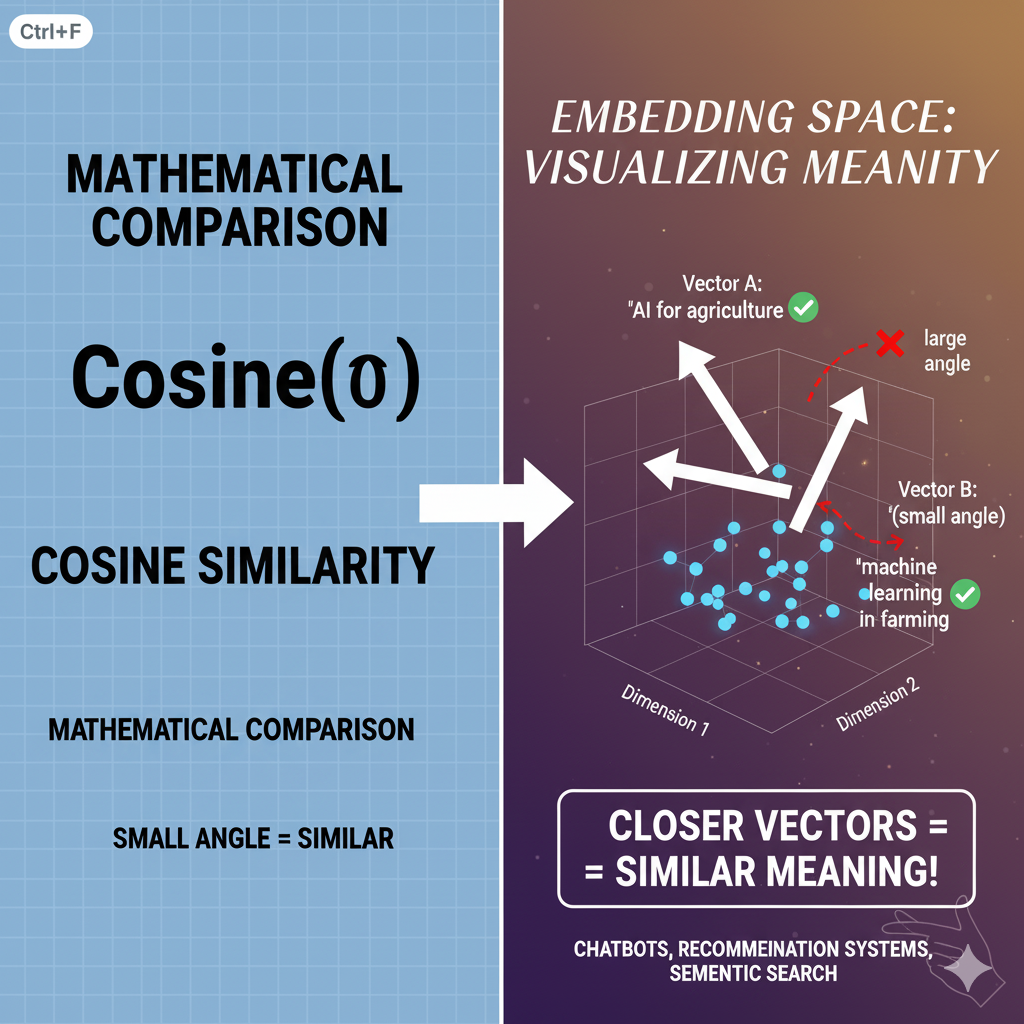 Ctrl+F
MATHEMATICAL
COMPARISON
Cosine(0)
COSINE SIMILARITY
MATHEMATICAL COMPARISON
SMALL ANGLE = SIMILAR
EMBEDDING SPACE:
VISUALIZING MEANITY
Vector A:
"AI for agriculture
large
angle
Vector B:
"(small angle)
"machine
learning
in farming
Dimension 1
Dimension 2
CLOSER VECTORS =
= SIMILAR MEANING!
CHATBOTS, RECOMMEINATION SYSTEMS,
SEMENTIC SEARCH